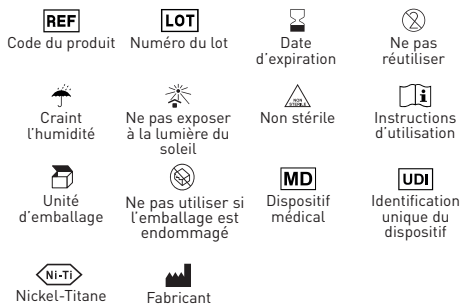 REF LOT
Code du produit Numéro du lot Date d'expiration Ne pas réutiliser
NON STERILE
Craint l'humidité Ne pas exposer à la lumière du soleil Non stérile Instructions d'utilisation
MD UDI
Unité d'emballage Ne pas utiliser si l'emballage est endommagé Dispositif médical Identification unique du dispositif
Ni-Ti
Nickel-Titane Fabricant